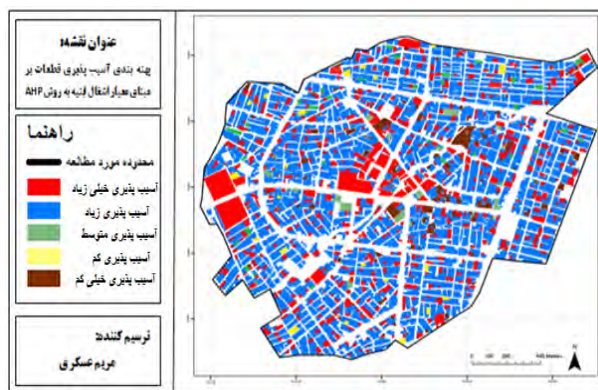 عنوان نقشه:
پهنه بندی آسیب پذیری قطعات بر
مبنای معیار اشغال ابنیه به روش AHP
راهنما
محدوده مورد مطالعه
آسیب پذیری خیلی زیاد
آسیب پذیری زیاد
آسیب پذیری متوسط
آسیب پذیری کم
آسیب پذیری خیلی کم
ترسیم کننده:
مریم عسکری
N